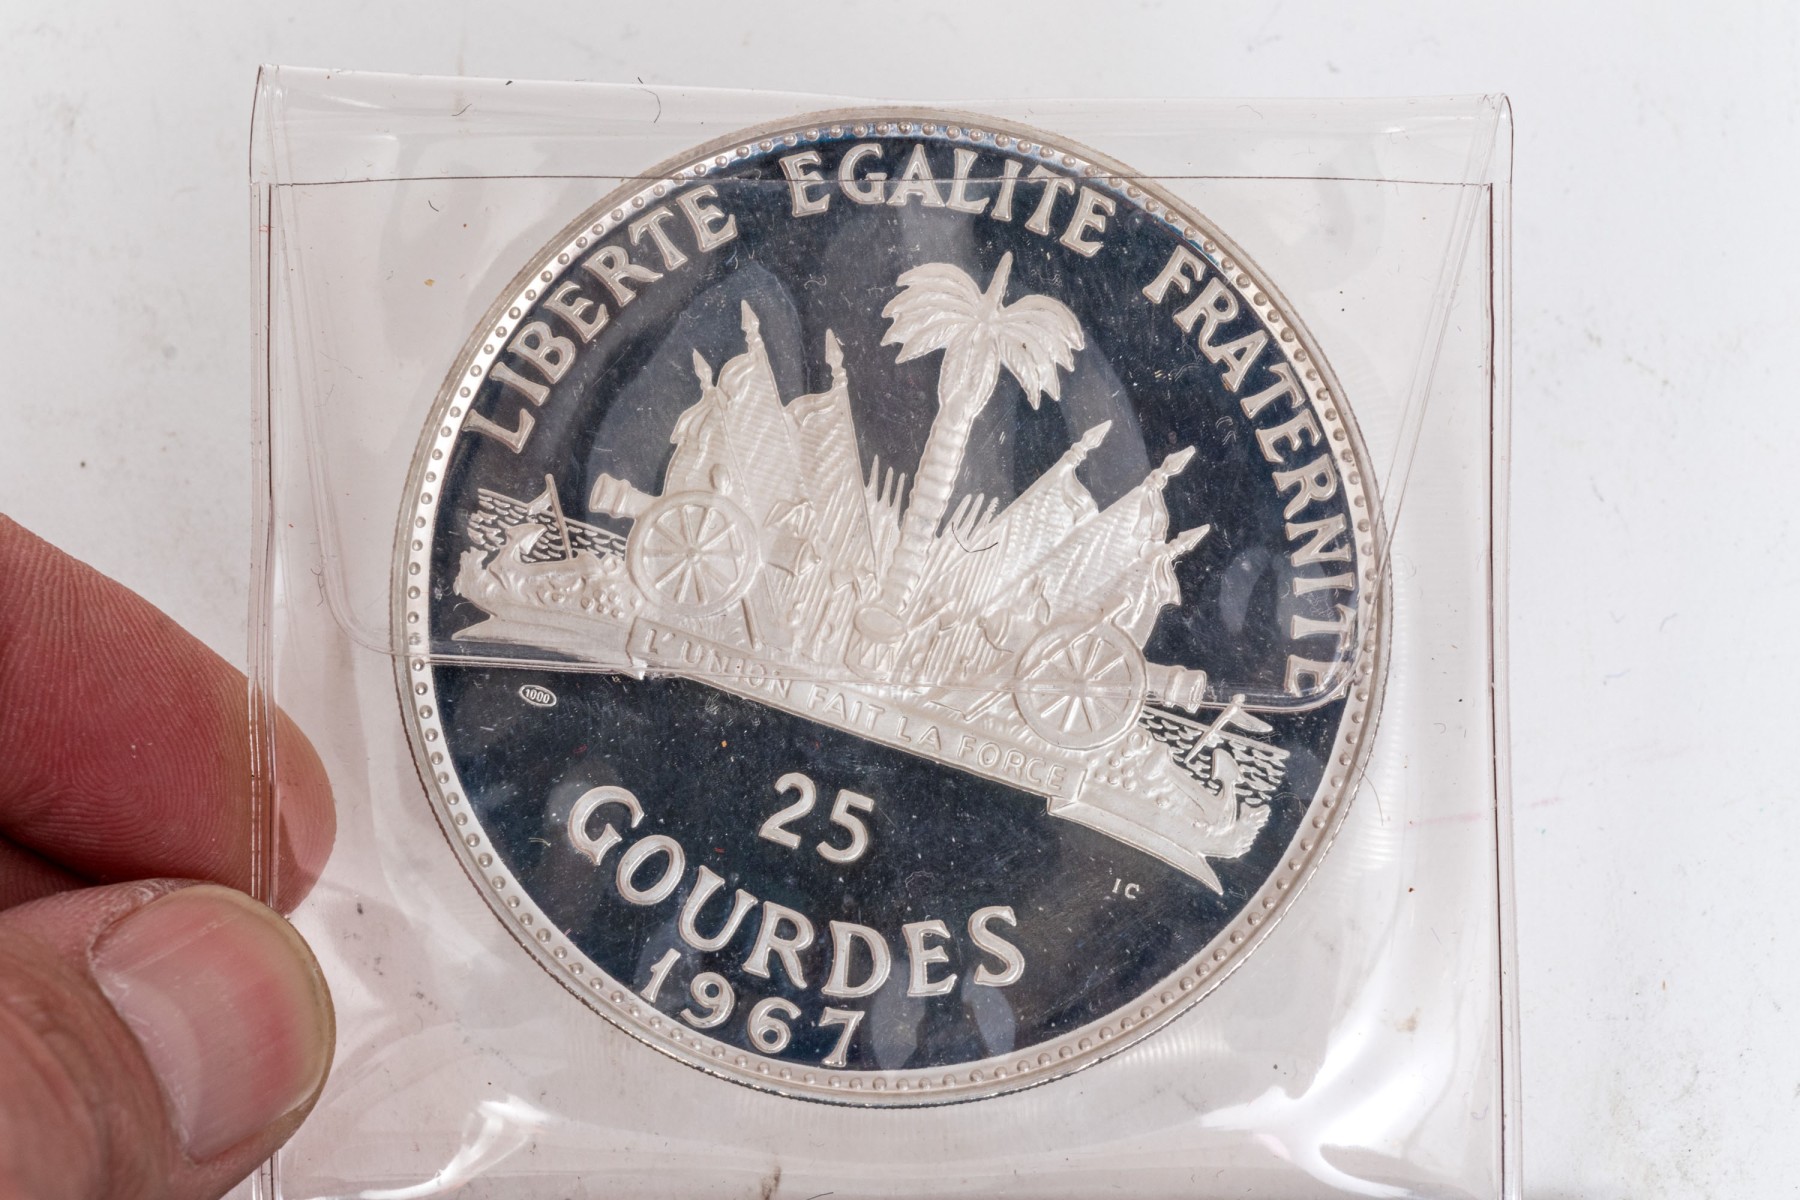 LIBERTE EGALITE FRATERNITE
L'UNION FAIT LA FORCE
1000
25
IC
GOURDES
1967